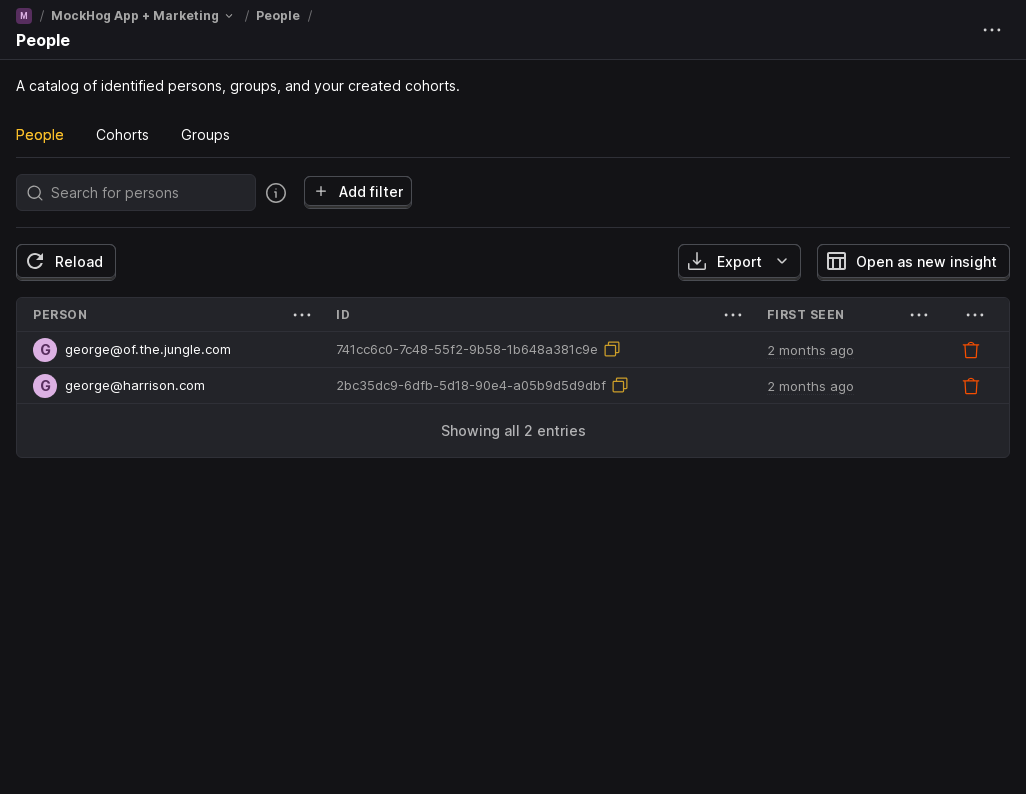 M / MockHog App + Marketing / People /
People
A catalog of identified persons, groups, and your created cohorts.
People Cohorts Groups
Search for persons + Add filter
Reload Export Open as new insight
PERSON ID FIRST SEEN
G george@of.the.jungle.com 741cc6c0-7c48-55f2-9b58-1b648a381c9e 2 months ago
G george@harrison.com 2bc35dc9-6dfb-5d18-90e4-a05b9d5d9dbf 2 months ago
Showing all 2 entries